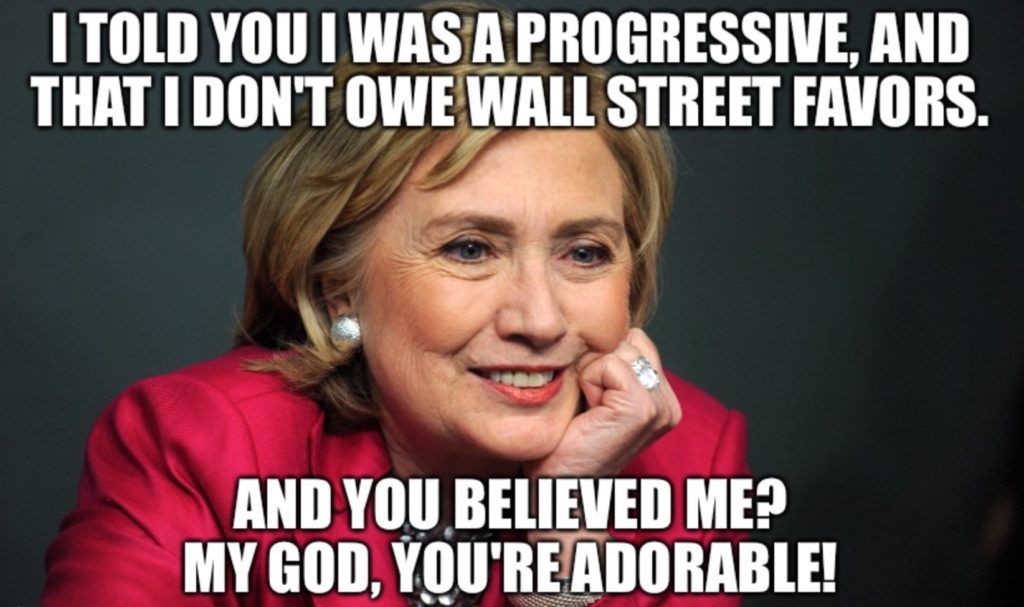 I TOLD YOU I WAS A PROGRESSIVE, AND
THAT I DON'T OWE WALL STREET FAVORS.
AND YOU BELIEVED ME?
MY GOD, YOU'RE ADORABLE!